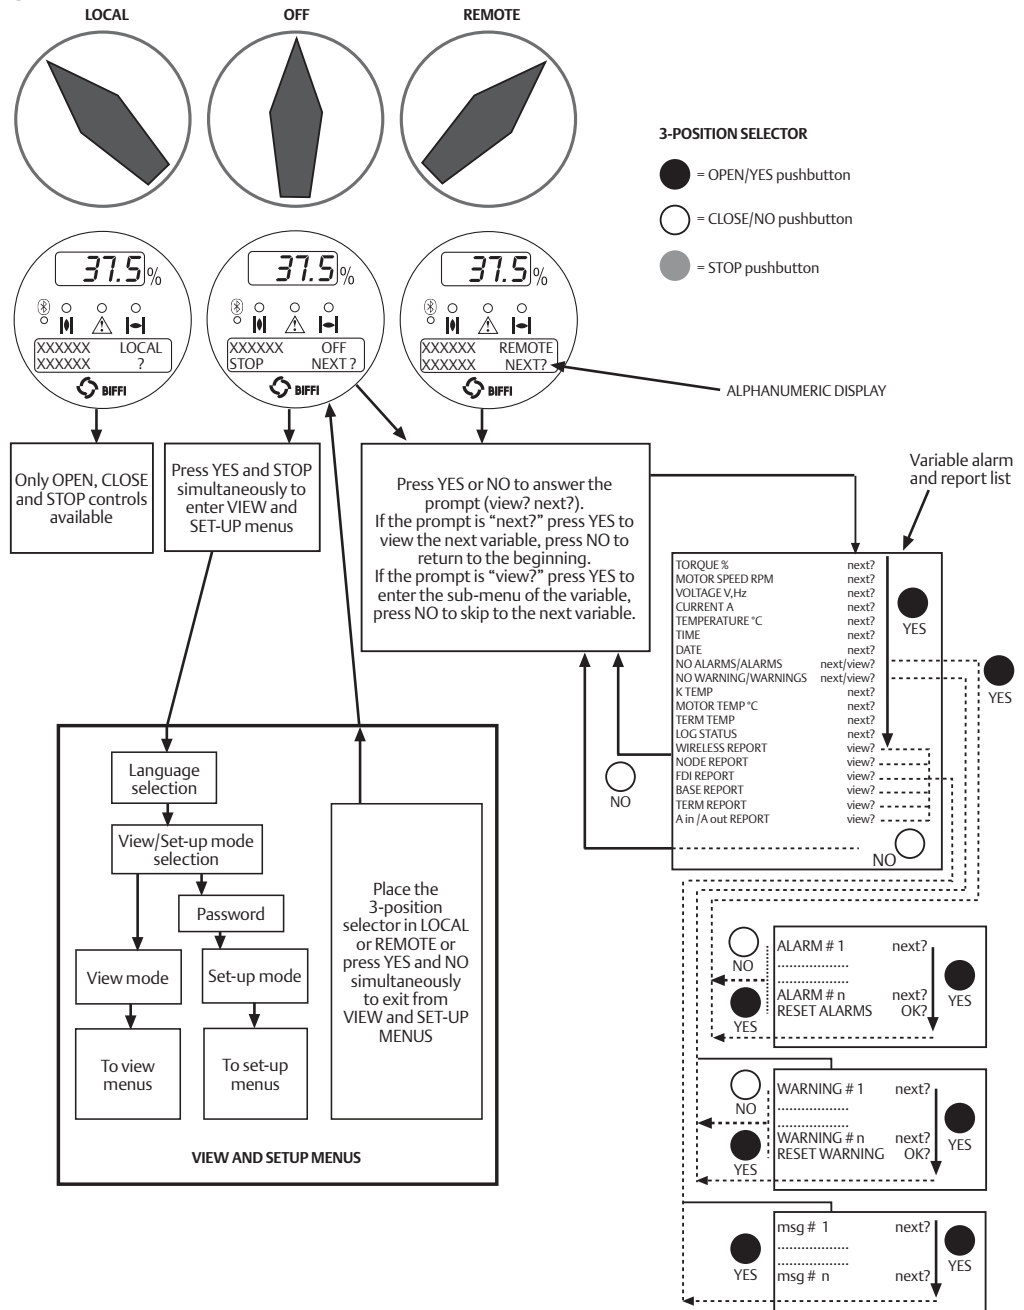 LOCAL
OFF
REMOTE
3-POSITION SELECTOR
= OPEN/YES pushbutton
= CLOSE/NO pushbutton
= STOP pushbutton
37.5%
XXXXXX LOCAL
XXXXXX ?
BIFFI
37.5%
XXXXXX OFF
STOP NEXT ?
BIFFI
37.5%
XXXXXX REMOTE
XXXXXX NEXT?
BIFFI
ALPHANUMERIC DISPLAY
Only OPEN, CLOSE
and STOP controls
available
Press YES and STOP
simultaneously to
enter VIEW and
SET-UP menus
Press YES or NO to answer the
prompt (view? next?).
If the prompt is “next?” press YES to
view the next variable, press NO to
return to the beginning.
If the prompt is “view?” press YES to
enter the sub-menu of the variable,
press NO to skip to the next variable.
Variable alarm
and report list
TORQUE % next?
MOTOR SPEED RPM next?
VOLTAGE V,Hz next?
CURRENT A next?
TEMPERATURE °C next?
TIME next?
DATE next?
NO ALARMS/ALARMS next/view?
NO WARNING/WARNINGS next/view?
K TEMP next?
MOTOR TEMP °C next?
TERM TEMP next?
LOG STATUS next?
WIRELESS REPORT view?
NODE REPORT view?
FDI REPORT view?
BASE REPORT view?
TERM REPORT view?
A in /A out REPORT view?
YES
YES
NO
NO
Language
selection
View/Set-up mode
selection
Password
View mode
Set-up mode
To view
menus
To set-up
menus
Place the
3-position
selector in LOCAL
or REMOTE or
press YES and NO
simultaneously
to exit from
VIEW and SET-UP
MENUS
VIEW AND SETUP MENUS
NO
YES
ALARM # 1 next?
....................
....................
ALARM # n next?
RESET ALARMS OK?
YES
NO
YES
WARNING # 1 next?
....................
....................
WARNING # n next?
RESET WARNING OK?
YES
YES
msg # 1 next?
....................
....................
msg # n next?
YES